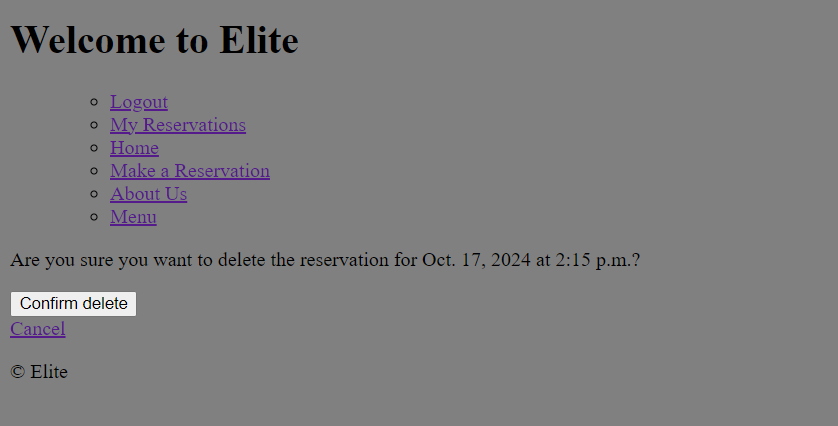 Welcome to Elite
Logout
My Reservations
Home
Make a Reservation
About Us
Menu
Are you sure you want to delete the reservation for Oct. 17, 2024 at 2:15 p.m.?
Confirm delete
Cancel
© Elite